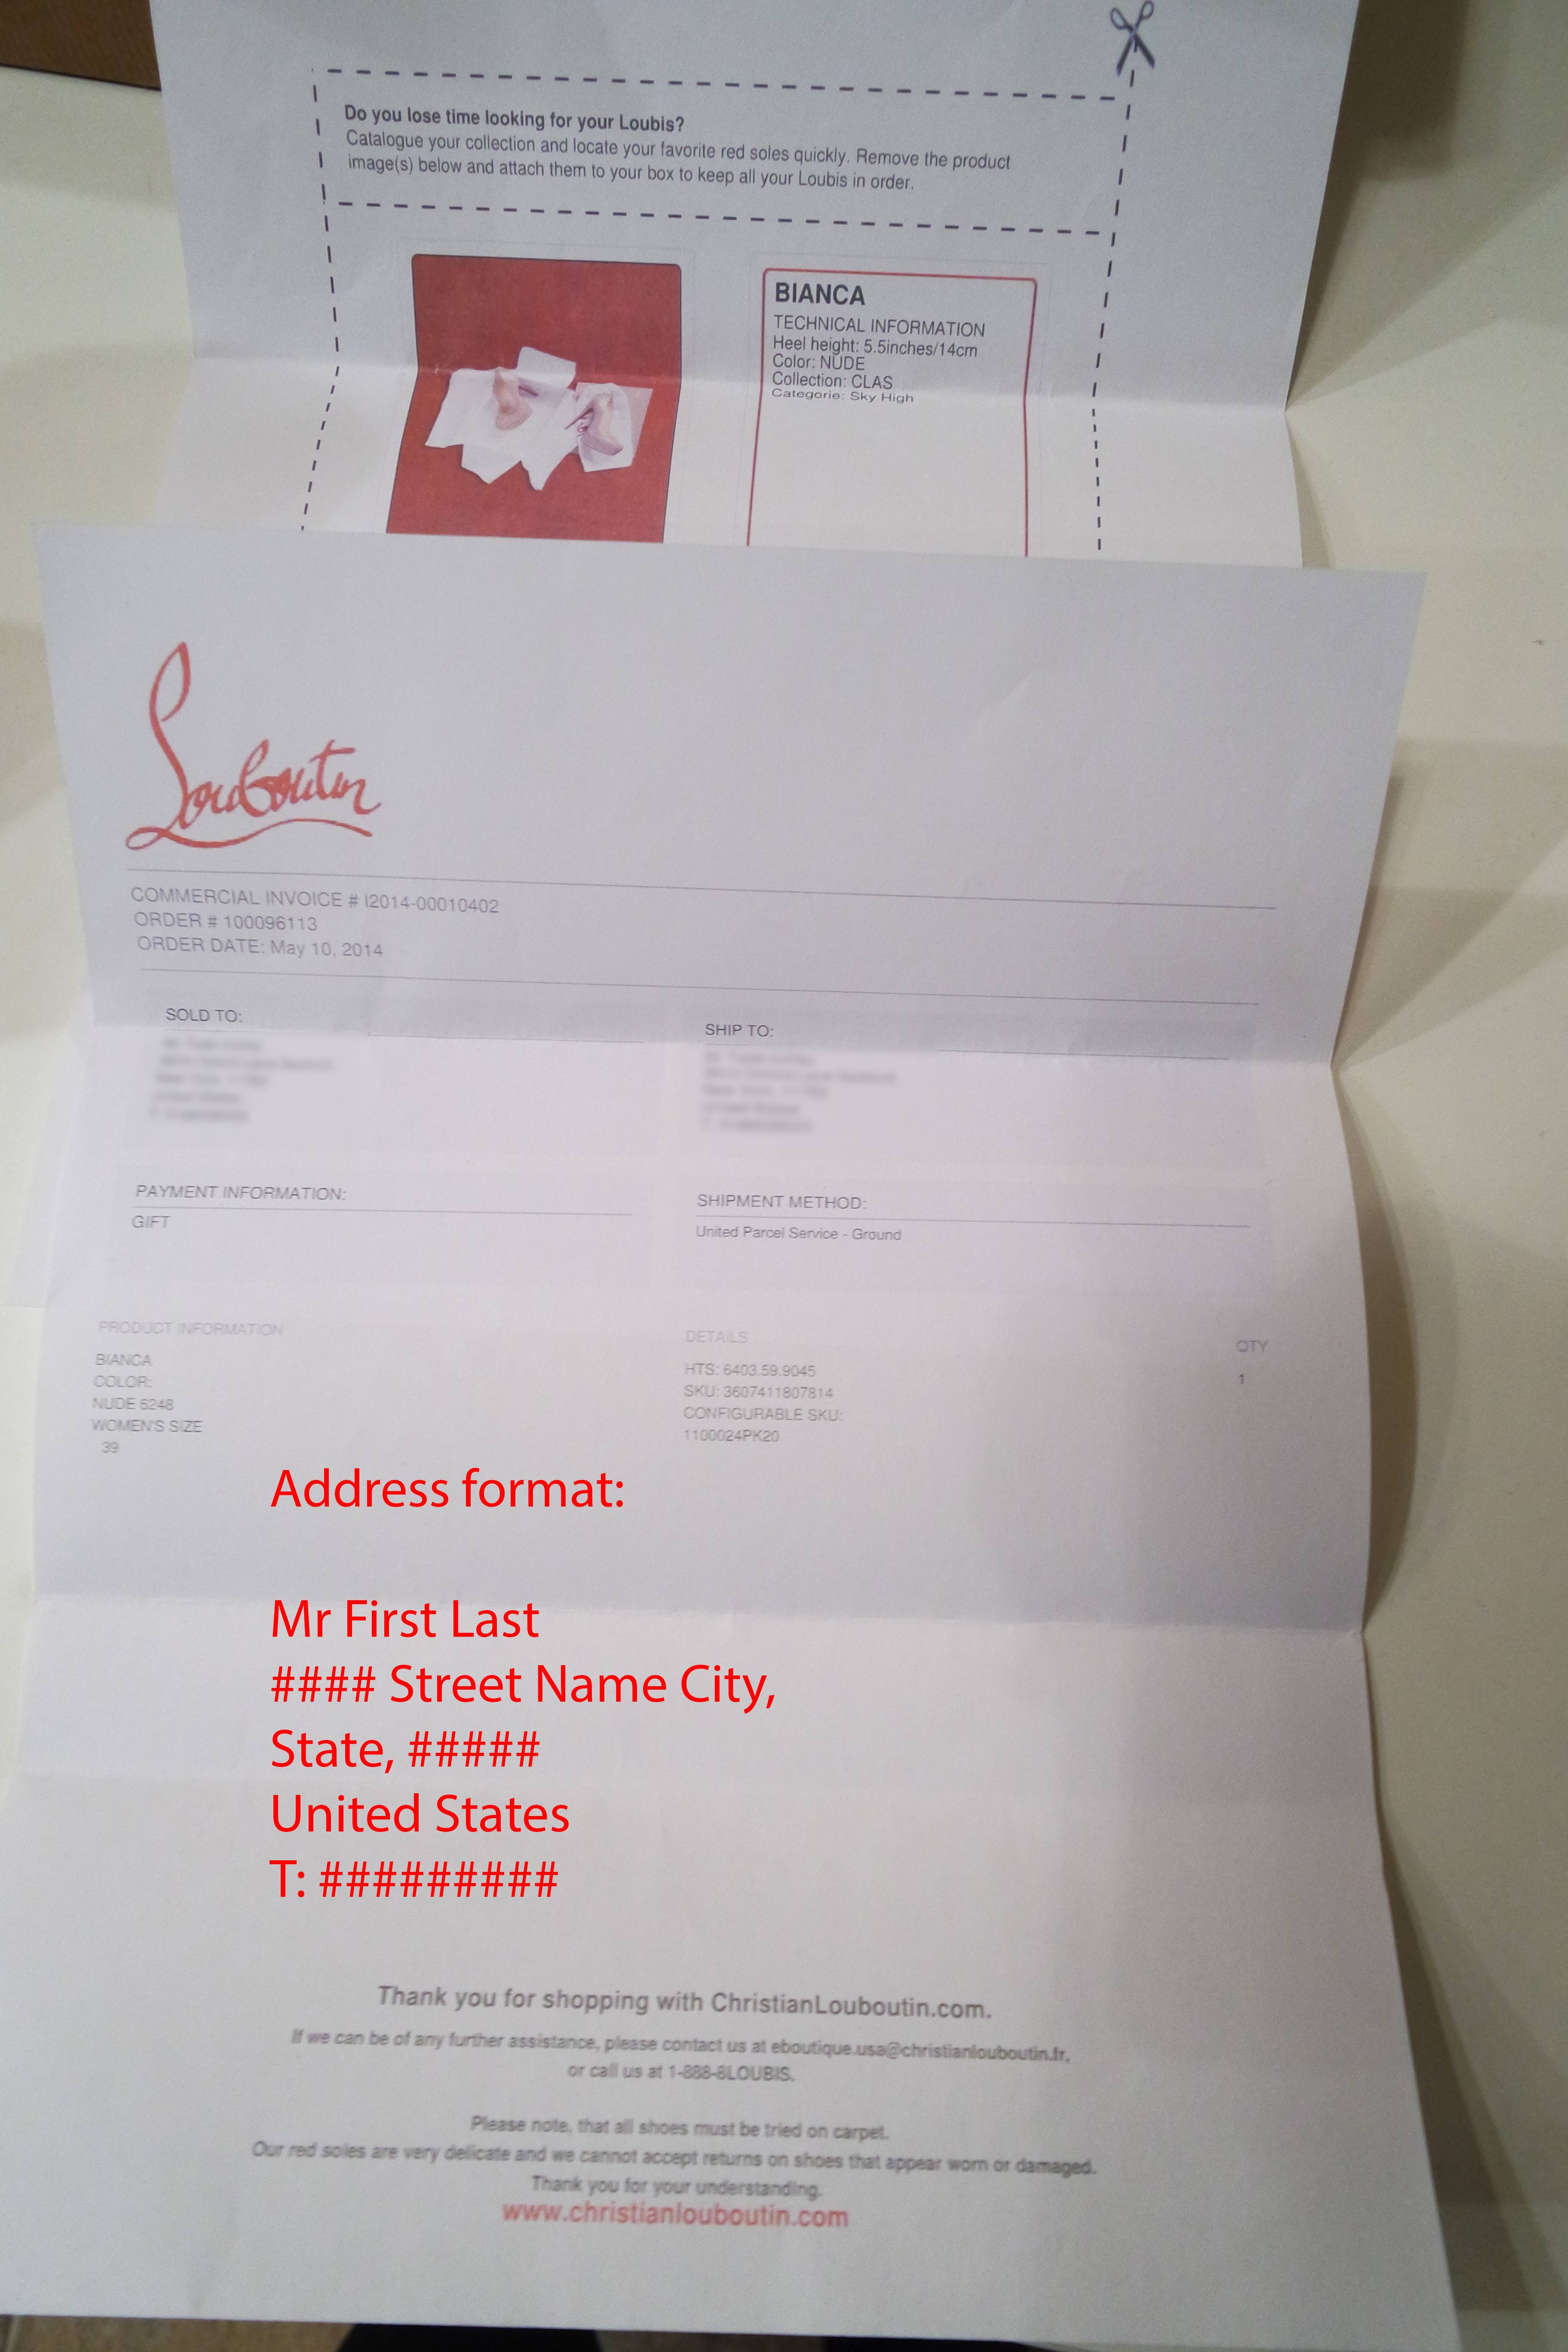 Do you lose time looking for your Loubis?
Catalogue your collection and locate your favorite red soles quickly. Remove the product
image(s) below and attach them to your box to keep all your Loubis in order.
BIANCA
TECHNICAL INFORMATION
Heel height: 5.5inches/14cm
Color: NUDE
Collection: CLAS
Categorie: Sky High
Louboutin
COMMERCIAL INVOICE # I2014-00010402
ORDER # 100096113
ORDER DATE: May 10, 2014
SOLD TO:
SHIP TO:
PAYMENT INFORMATION:
GIFT
SHIPMENT METHOD:
United Parcel Service - Ground
PRODUCT INFORMATION
BIANCA
COLOR:
NUDE 6248
WOMEN'S SIZE
39
DETAILS
HTS: 6403.59.9045
SKU: 3607411807814
CONFIGURABLE SKU:
1100024PK20
QTY
1
Address format:
Mr First Last
#### Street Name City,
State, #####
United States
T: #########
Thank you for shopping with ChristianLouboutin.com.
If we can be of any further assistance, please contact us at eboutique.usa@christianlouboutin.fr,
or call us at 1-888-8LOUBIS.
Please note, that all shoes must be tried on carpet.
Our red soles are very delicate and we cannot accept returns on shoes that appear worn or damaged.
Thank you for your understanding.
www.christianlouboutin.com